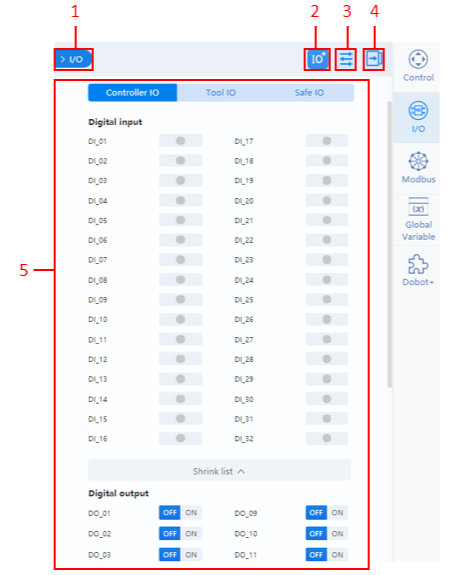 1 2 3 4
> I/O IO+
Control
Controller IO Tool IO Safe IO
Digital input
I/O
DI_01 DI_17
DI_02 DI_18
Modbus
DI_03 DI_19
DI_04 DI_20
(x)
Global
Variable
DI_05 DI_21
DI_06 DI_22
5
DI_07 DI_23
Dobot+
DI_08 DI_24
DI_09 DI_25
DI_10 DI_26
DI_11 DI_27
DI_12 DI_28
DI_13 DI_29
DI_14 DI_30
DI_15 DI_31
DI_16 DI_32
Shrink list
Digital output
DO_01 OFF ON DO_09 OFF ON
DO_02 OFF ON DO_10 OFF ON
DO_03 OFF ON DO_11 OFF ON